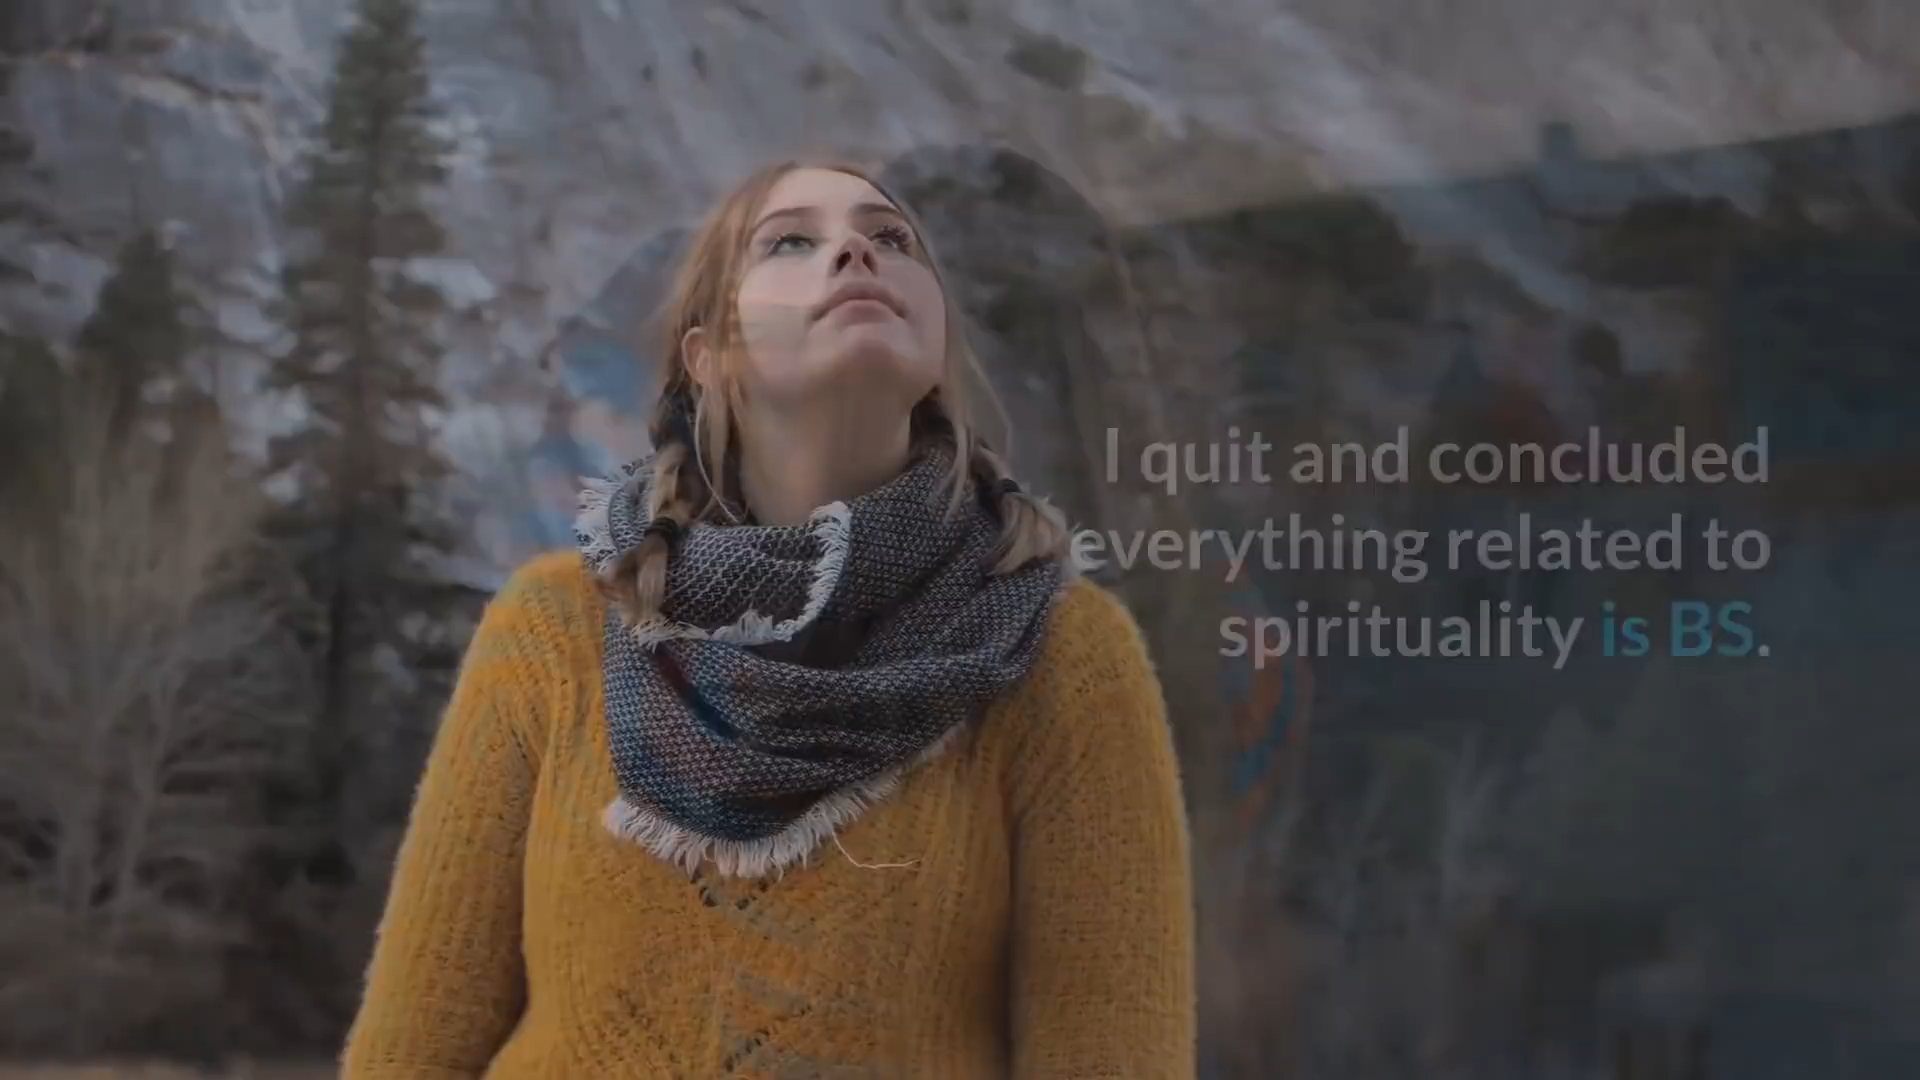 I quit and concluded
everything related to
spirituality is BS.